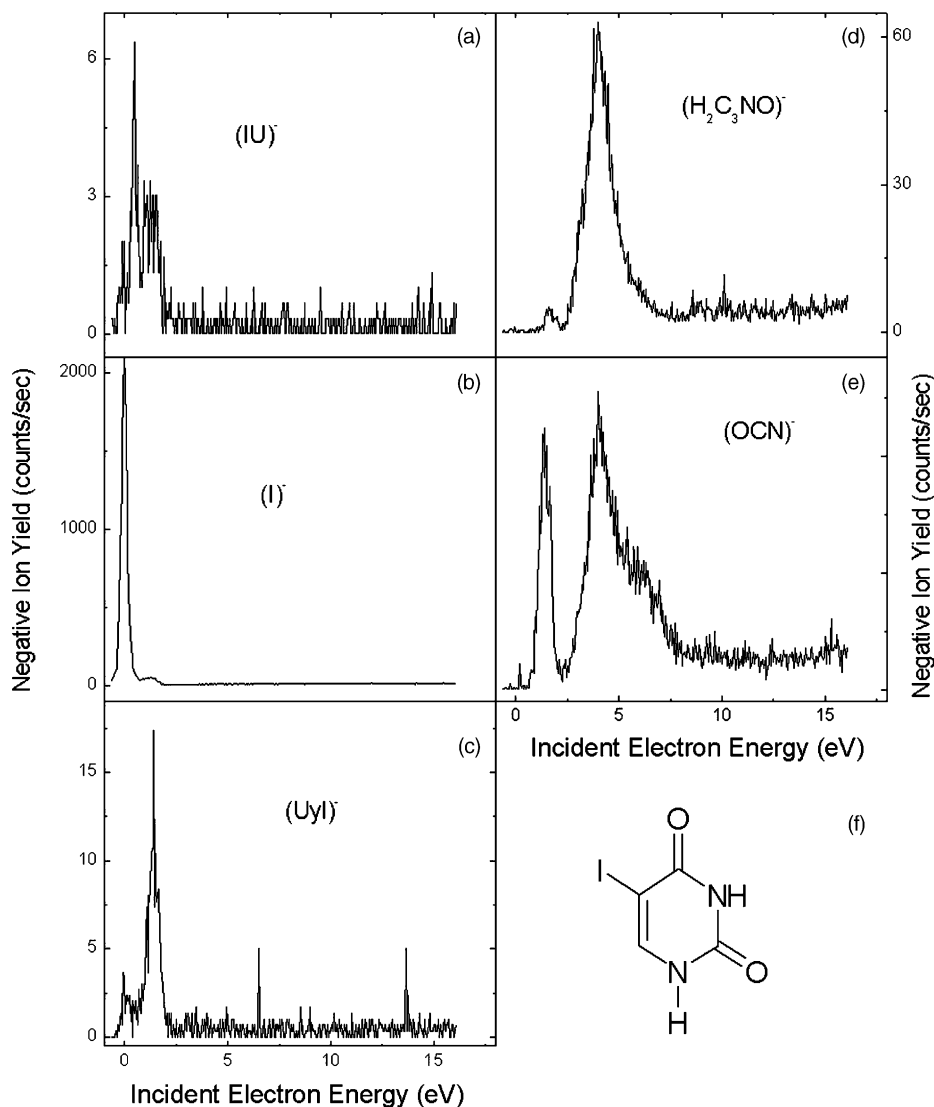 (a)
6
3
0
(IU)⁻
(b)
2000
1000
0
(I)⁻
(c)
15
10
5
0
(Uyl)⁻
0 5 10 15
Incident Electron Energy (eV)
Negative Ion Yield (counts/sec)
(d)
60
30
0
(H₂C₃NO)⁻
(e)
(OCN)⁻
0 5 10 15
Incident Electron Energy (eV)
Negative Ion Yield (counts/sec)
(f)
O
I
NH
N
O
H